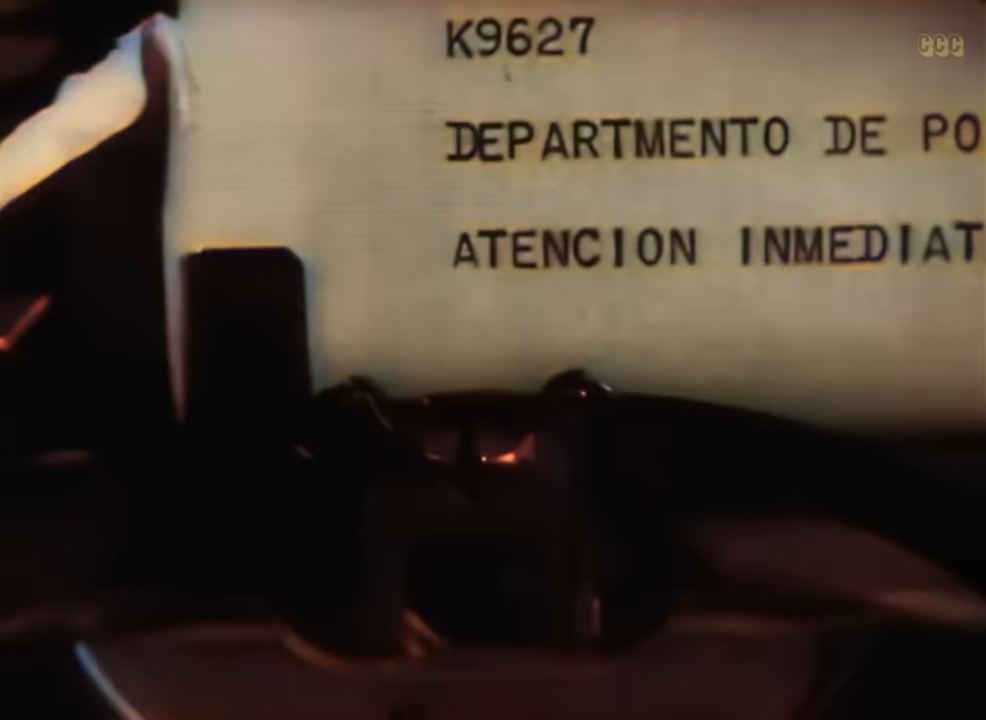 K9627
CCC
DEPARTMENTO DE PO
ATENCION INMEDIAT